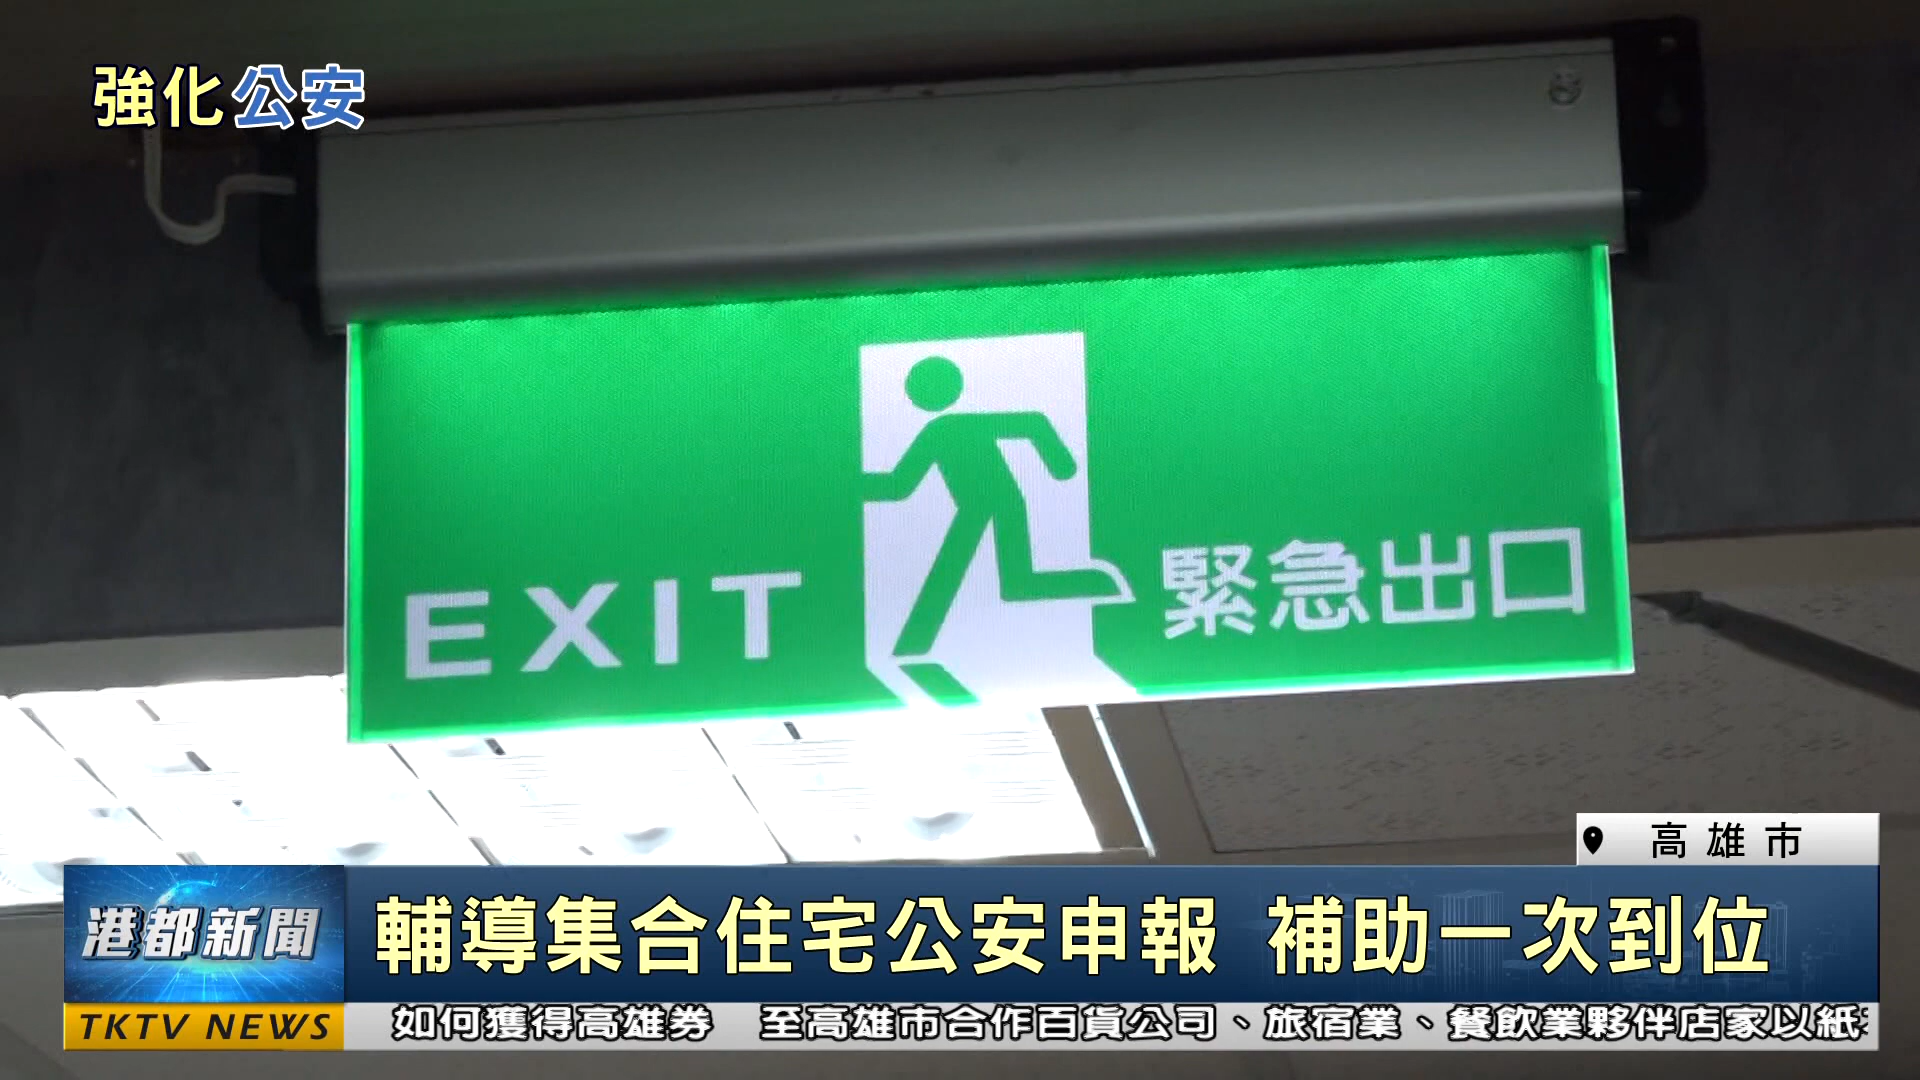 強化公安
EXIT
緊急出口
高雄市
港都新聞
輔導集合住宅公安申報 補助一次到位
TKTV NEWS
如何獲得高雄券 至高雄市合作百貨公司、旅宿業、餐飲業夥伴店家以紙